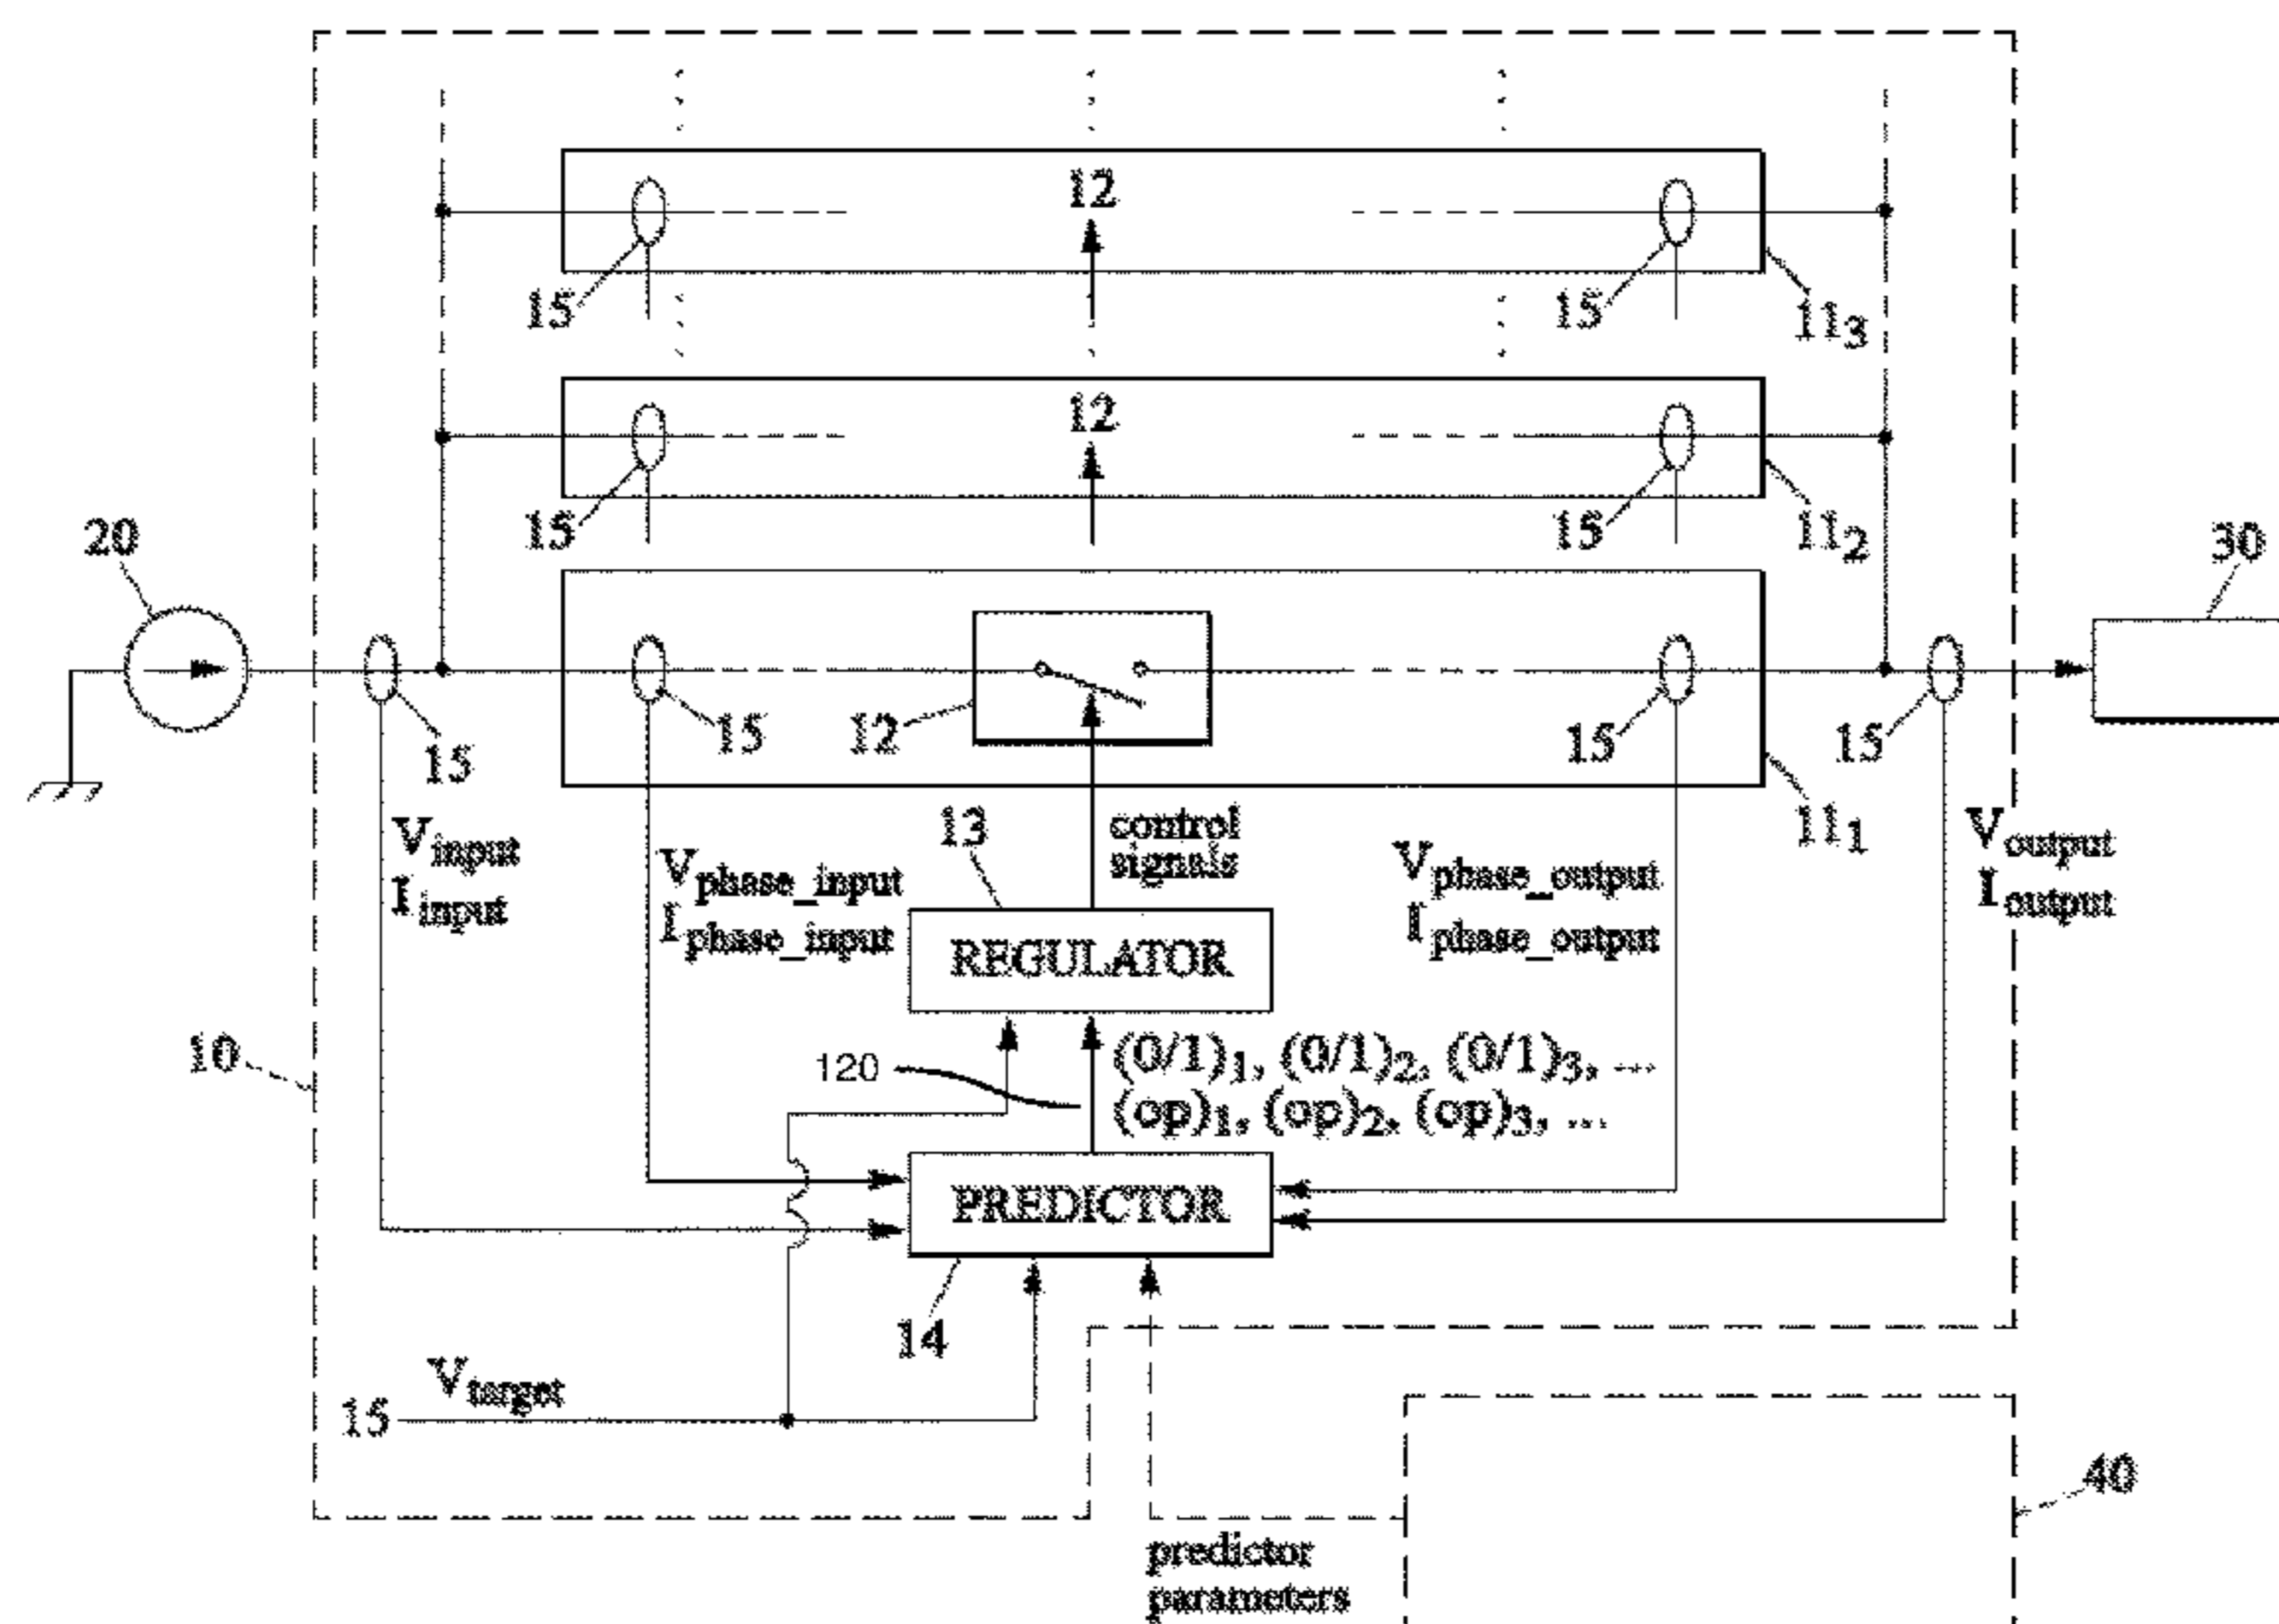 12
15
15
11₃
12
15
15
11₂
20
30
15
15
12
15
15
11₁
V_input
I_input
V_phase_input
I_phase_input
13
control
signals
V_phase_output
I_phase_output
V_output
I_output
REGULATOR
10
120
(0/1)₁, (0/1)₂, (0/1)₃, ...
(op)₁, (op)₂, (op)₃, ...
PREDICTOR
14
V_target
15
40
predictor
parameters